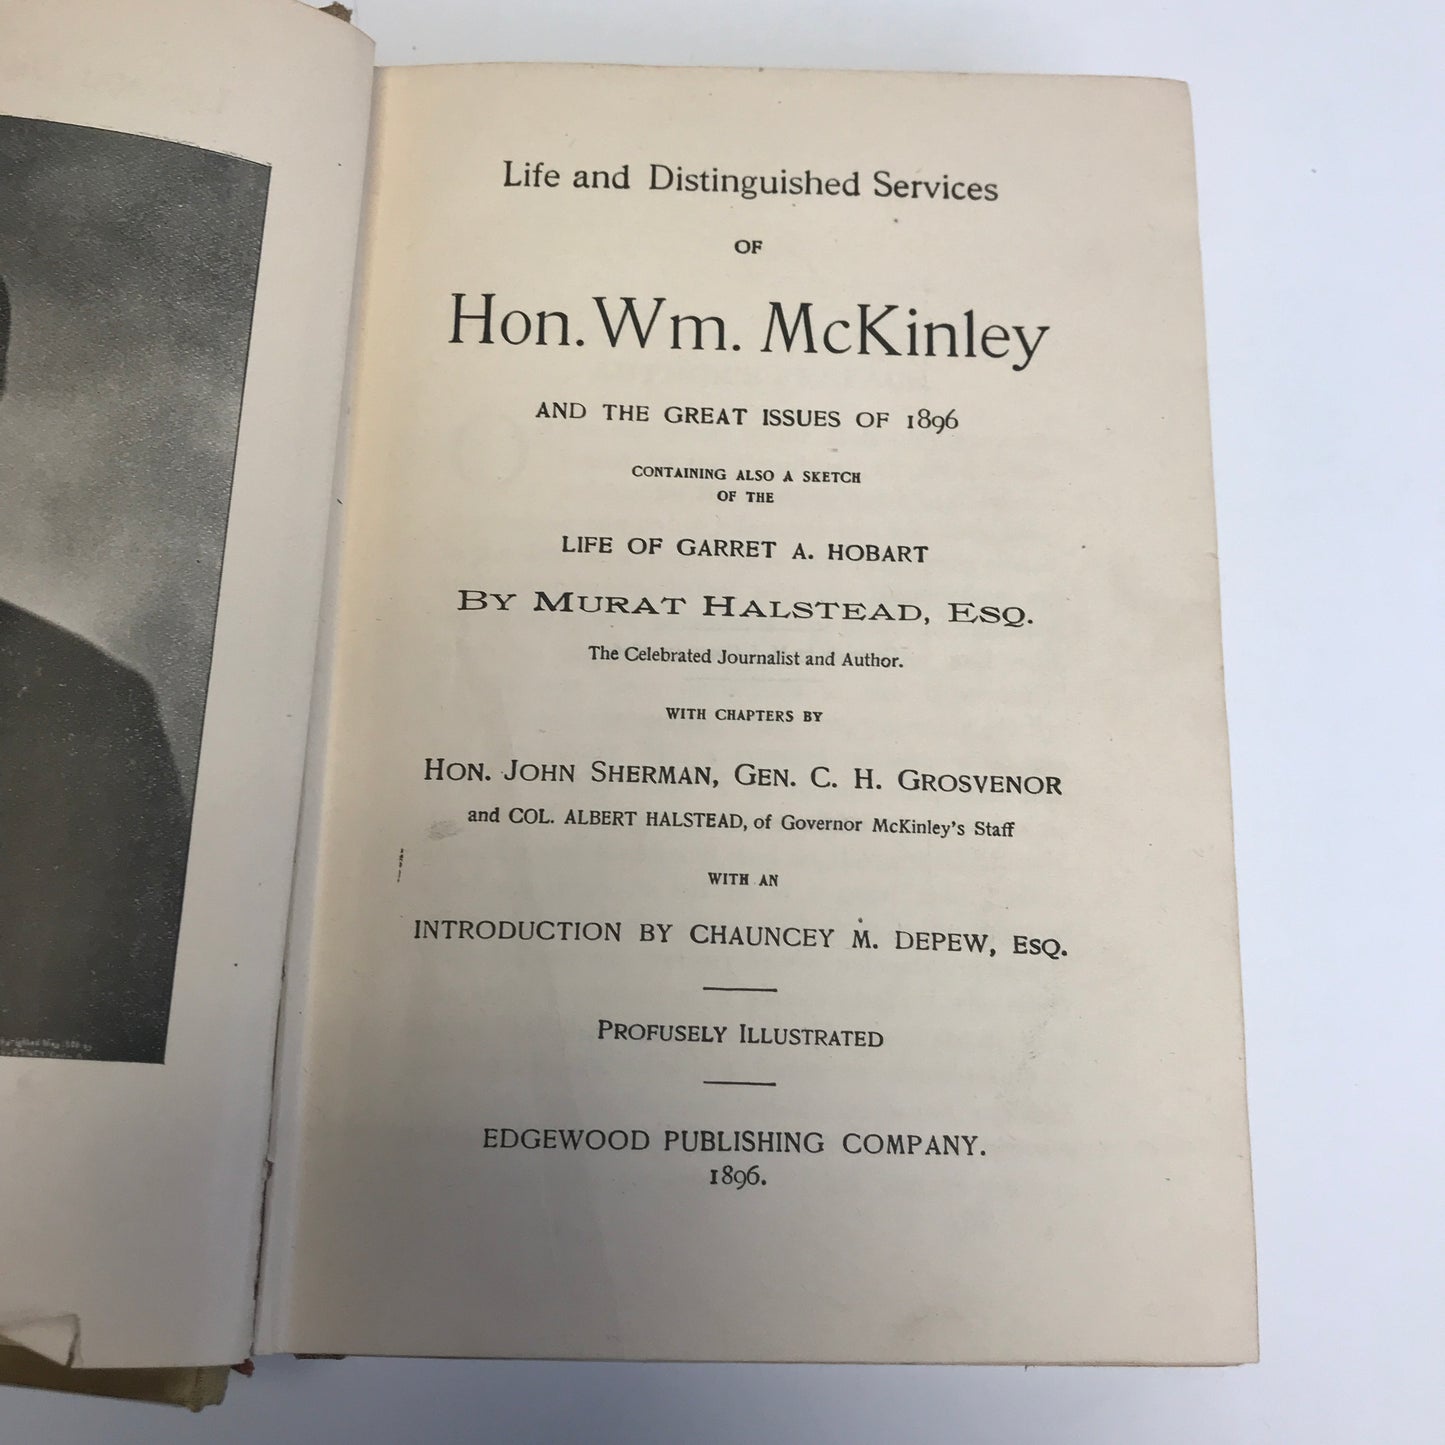 Life and Distinguished Services
OF
Hon. Wm. McKinley
AND THE GREAT ISSUES OF 1896
CONTAINING ALSO A SKETCH
OF THE
LIFE OF GARRET A. HOBART
BY MURAT HALSTEAD, ESQ.
The Celebrated Journalist and Author.
WITH CHAPTERS BY
HON. JOHN SHERMAN, GEN. C. H. GROSVENOR
and COL. ALBERT HALSTEAD, of Governor McKinley's Staff
WITH AN
INTRODUCTION BY CHAUNCEY M. DEPEW, ESQ.
PROFUSELY ILLUSTRATED
EDGEWOOD PUBLISHING COMPANY.
1896.